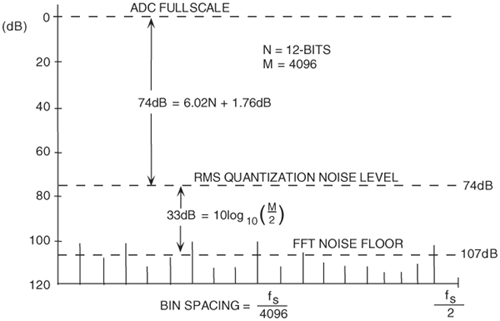 ADC FULLSCALE
(dB)
0
N = 12-BITS
M = 4096
20
40
74dB = 6.02N + 1.76dB
60
RMS QUANTIZATION NOISE LEVEL
74dB
80
33dB = 10log₁₀(M/2)
100
FFT NOISE FLOOR
107dB
120
BIN SPACING = fs/4096
fs/2